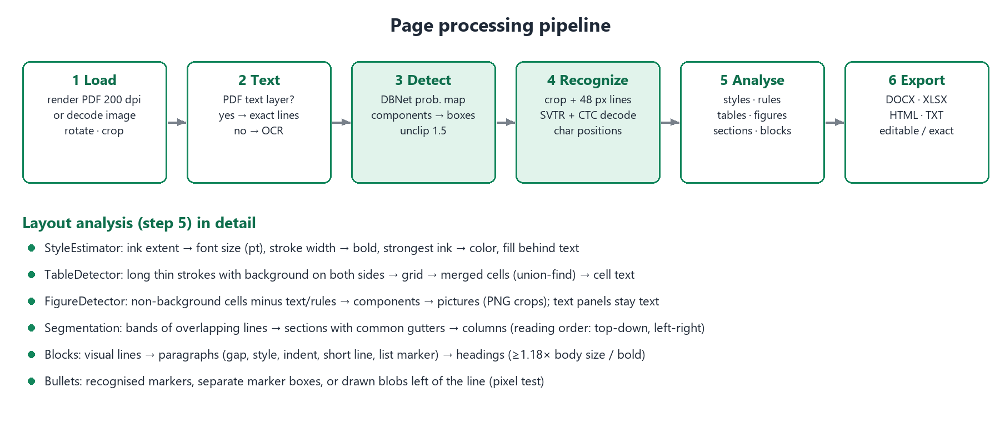 Page processing pipeline
1 Load
render PDF 200 dpi
or decode image
rotate · crop
2 Text
PDF text layer?
yes → exact lines
no → OCR
3 Detect
DBNet prob. map
components → boxes
unclip 1.5
4 Recognize
crop + 48 px lines
SVTR + CTC decode
char positions
5 Analyse
styles · rules
tables · figures
sections · blocks
6 Export
DOCX · XLSX
HTML · TXT
editable / exact
Layout analysis (step 5) in detail
● StyleEstimator: ink extent → font size (pt), stroke width → bold, strongest ink → color, fill behind text
● TableDetector: long thin strokes with background on both sides → grid → merged cells (union-find) → cell text
● FigureDetector: non-background cells minus text/rules → components → pictures (PNG crops); text panels stay text
● Segmentation: bands of overlapping lines → sections with common gutters → columns (reading order: top-down, left-right)
● Blocks: visual lines → paragraphs (gap, style, indent, short line, list marker) → headings (≥1.18× body size / bold)
● Bullets: recognised markers, separate marker boxes, or drawn blobs left of the line (pixel test)